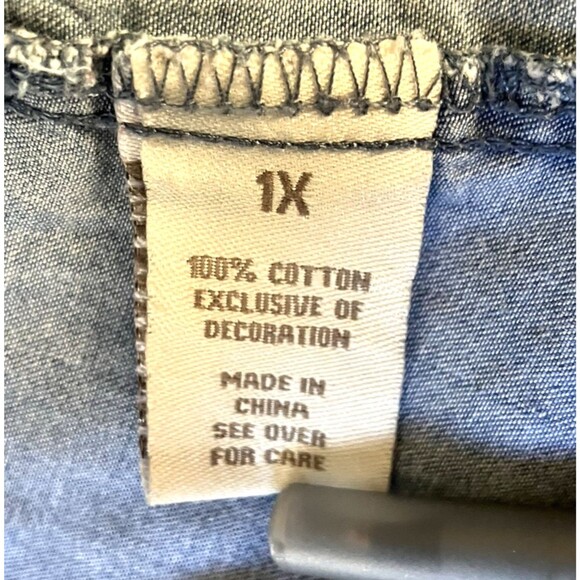 1X
100% COTTON
EXCLUSIVE OF
DECORATION
MADE IN
CHINA
SEE OVER
FOR CARE